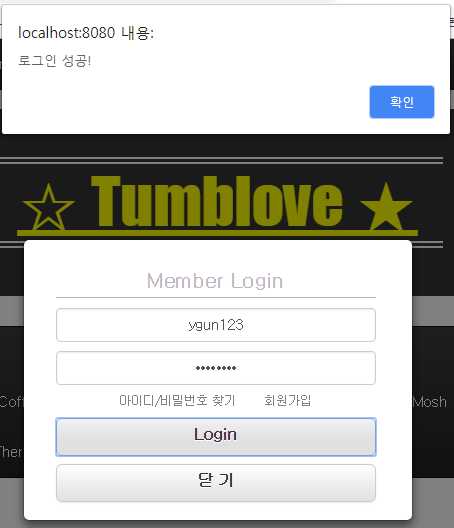 localhost:8080 내용:
로그인 성공!
확인
☆ Tumblove ★
Member Login
ygun123
••••••••
아이디/비밀번호 찾기 회원가입
Login
닫 기
Mosh